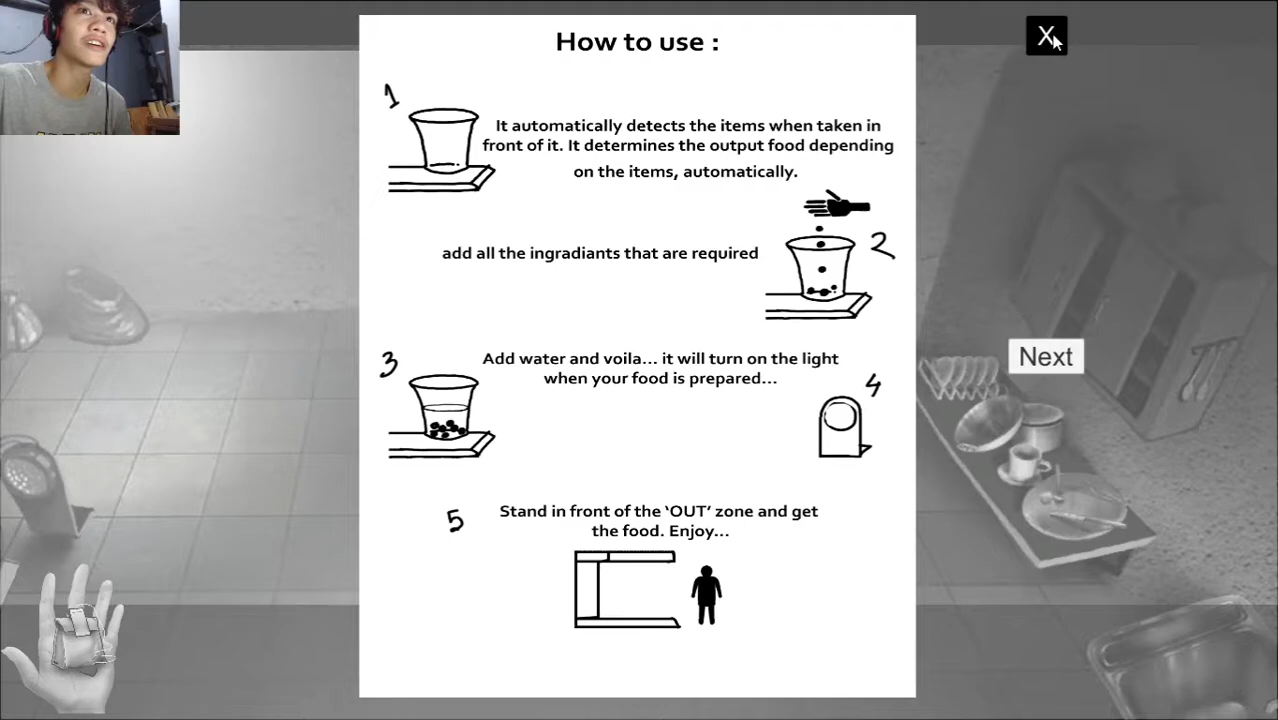 How to use :
X
1
It automatically detects the items when taken in
front of it. It determines the output food depending
on the items, automatically.
add all the ingradiants that are required
2
3
Add water and voila... it will turn on the light
when your food is prepared...
Next
4
5
Stand in front of the ‘OUT’ zone and get
the food. Enjoy...